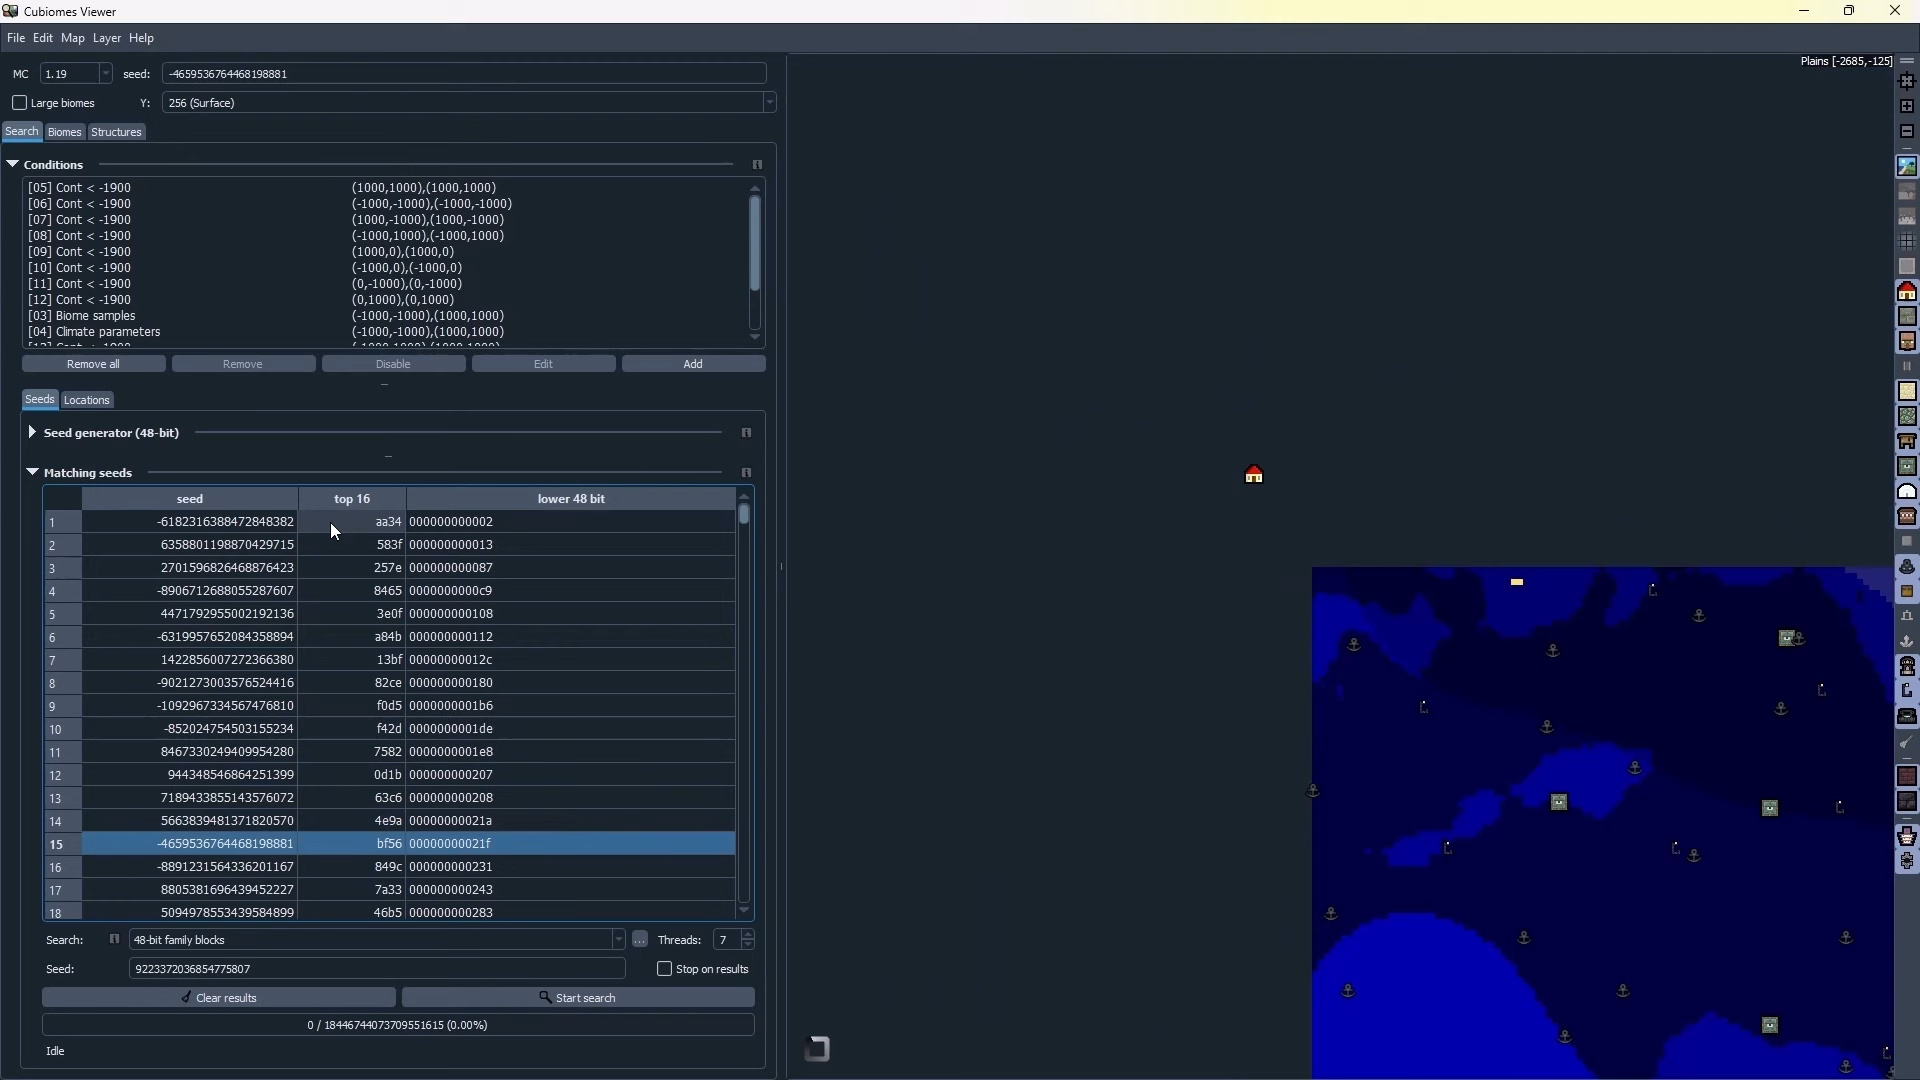 Cubiomes Viewer
File Edit Map Layer Help
MC 1.19 seed: -4659536764468198881
Plains [-2685,-125]
Large biomes Y: 256 (Surface)
Search Biomes Structures
Conditions
[05] Cont < -1900 (1000,1000),(1000,1000)
[06] Cont < -1900 (-1000,-1000),(-1000,-1000)
[07] Cont < -1900 (1000,-1000),(1000,-1000)
[08] Cont < -1900 (-1000,1000),(-1000,1000)
[09] Cont < -1900 (1000,0),(1000,0)
[10] Cont < -1900 (-1000,0),(-1000,0)
[11] Cont < -1900 (0,-1000),(0,-1000)
[12] Cont < -1900 (0,1000),(0,1000)
[03] Biome samples (-1000,-1000),(1000,1000)
[04] Climate parameters (-1000,-1000),(1000,1000)
Remove all Remove Disable Edit Add
Seeds Locations
Seed generator (48-bit)
Matching seeds
seed top 16 lower 48 bit
1 -6182316388472848382 aa34 000000000002
2 6358801198870429715 583f 000000000013
3 2701596826468876423 257e 000000000087
4 -8906712688055287607 8465 0000000000c9
5 4471792955002192136 3e0f 000000000108
6 -6319957652084358894 a84b 000000000112
7 1422856007272366380 13bf 00000000012c
8 -9021273003576524416 82ce 000000000180
9 -1092967334567476810 f0d5 0000000001b6
10 -852024754503155234 f42d 0000000001de
11 8467330249409954280 7582 0000000001e8
12 944348546864251399 0d1b 000000000207
13 7189433855143576072 63c6 000000000208
14 5663839481371820570 4e9a 00000000021a
15 -4659536764468198881 bf56 00000000021f
16 -8891231564336201167 849c 000000000231
17 8805381696439452227 7a33 000000000243
18 5094978553439584899 46b5 000000000283
Search: 48-bit family blocks ... Threads: 7
Seed: 9223372036854775807 Stop on results
Clear results Start search
0 / 18446744073709551615 (0.00%)
Idle